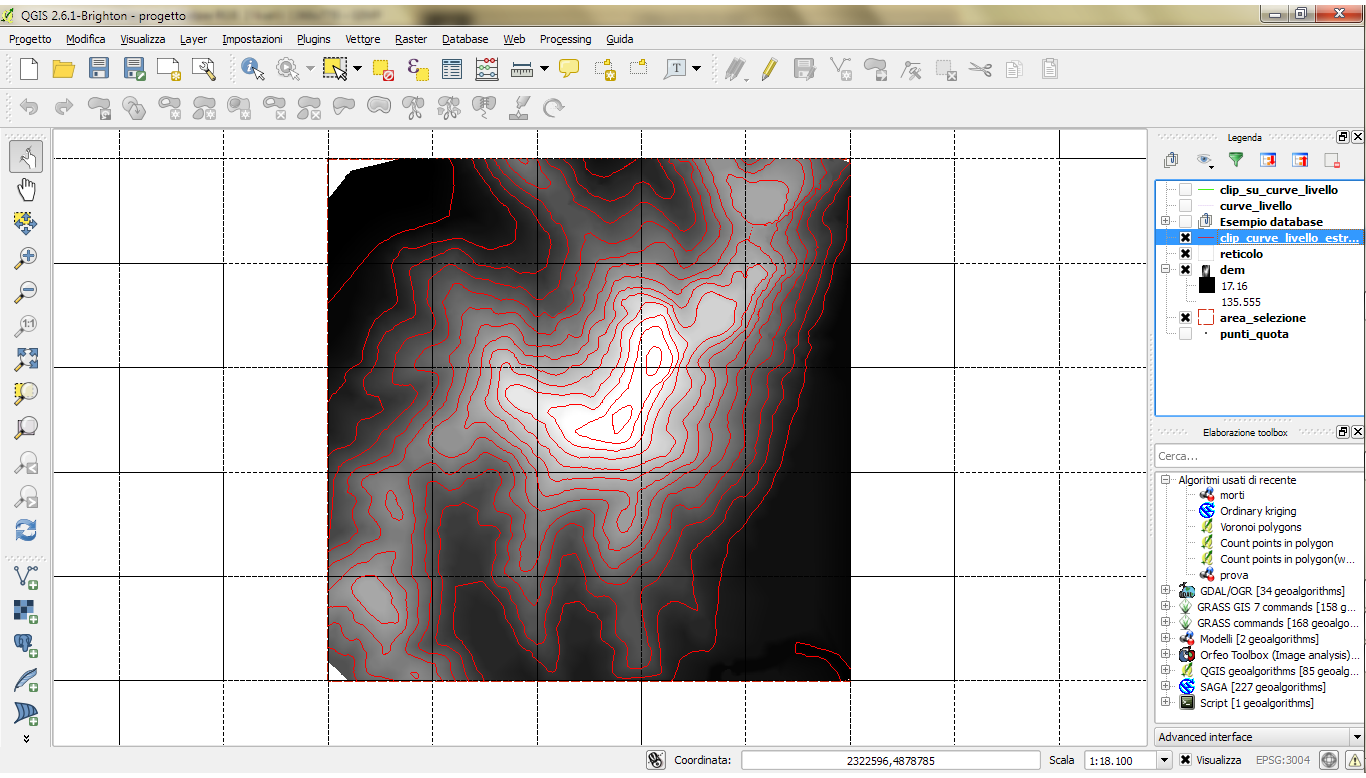 QGIS 2.6.1-Brighton - progetto
Progetto Modifica Visualizza Layer Impostazioni Plugins Vettore Raster Database Web Processing Guida
T
1:1
Legenda
clip_su_curve_livello
curve_livello
Esempio database
clip_curve_livello_estr...
reticolo
dem
17.16
135.555
area_selezione
punti_quota
Elaborazione toolbox
Cerca...
Algoritmi usati di recente
morti
Ordinary kriging
Voronoi polygons
Count points in polygon
Count points in polygon(w...
prova
GDAL/OGR [34 geoalgorithms]
GRASS GIS 7 commands [158 g...
GRASS commands [168 geoalgo...
Modelli [2 geoalgorithms]
Orfeo Toolbox (Image analysis)...
QGIS geoalgorithms [85 geoalg...
SAGA [227 geoalgorithms]
Script [1 geoalgorithms]
Advanced interface
Coordinata: 2322596,4878785 Scala 1:18.100 Visualizza EPSG:3004